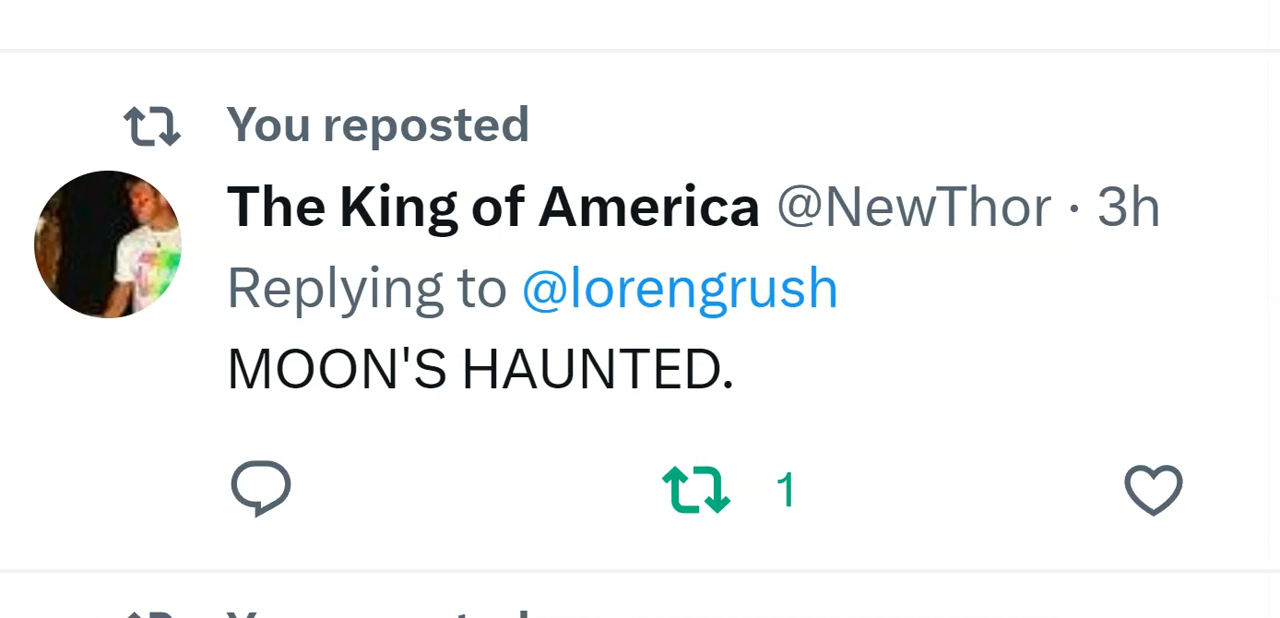 You reposted
The King of America @NewThor · 3h
Replying to @lorengrush
MOON'S HAUNTED.
1